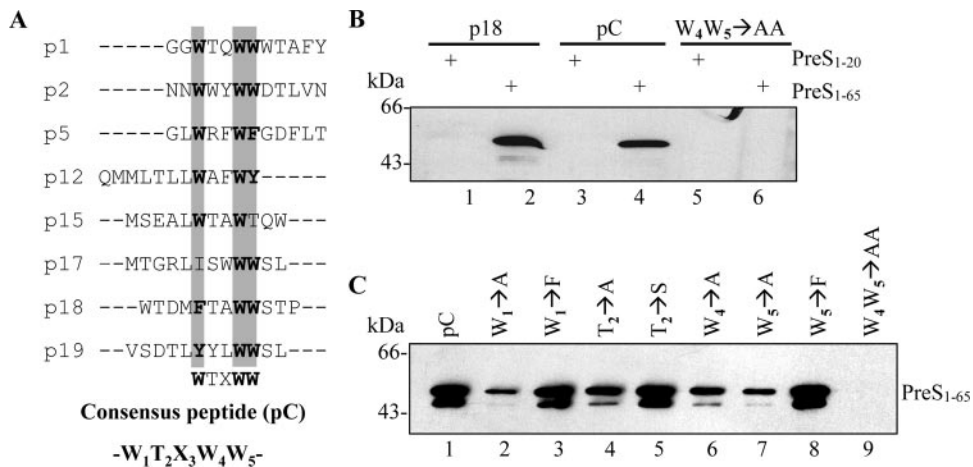 A
p1 -----GGWTQWWWTAFY
p2 -----NNWWYWWDTLVN
p5 -----GLWRFWFGDFLT
p12 QMMLTLLWAFWY-----
p15 --MSEALWTAWTQW---
p17 --MTGRLISWWWSL---
p18 ---WTDMFTAWWSTP--
p19 --VSDTLYYLWWSL---
WTXWW
Consensus peptide (pC)
-W₁T₂X₃W₄W₅-
B
p18 pC W₄W₅→AA
+ + + PreS₁₋₂₀
kDa + + + PreS₁₋₆₅
66-
43-
1 2 3 4 5 6
C
pC W₁→A W₁→F T₂→A T₂→S W₄→A W₅→A W₅→F W₄W₅→AA
kDa
66-
PreS₁₋₆₅
43-
1 2 3 4 5 6 7 8 9